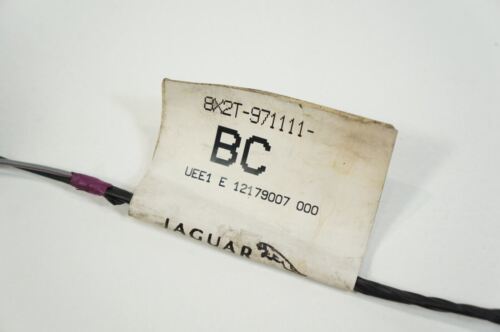 8X2T-971111-
BC
UEE1 E 12179007 000
JAGUAR